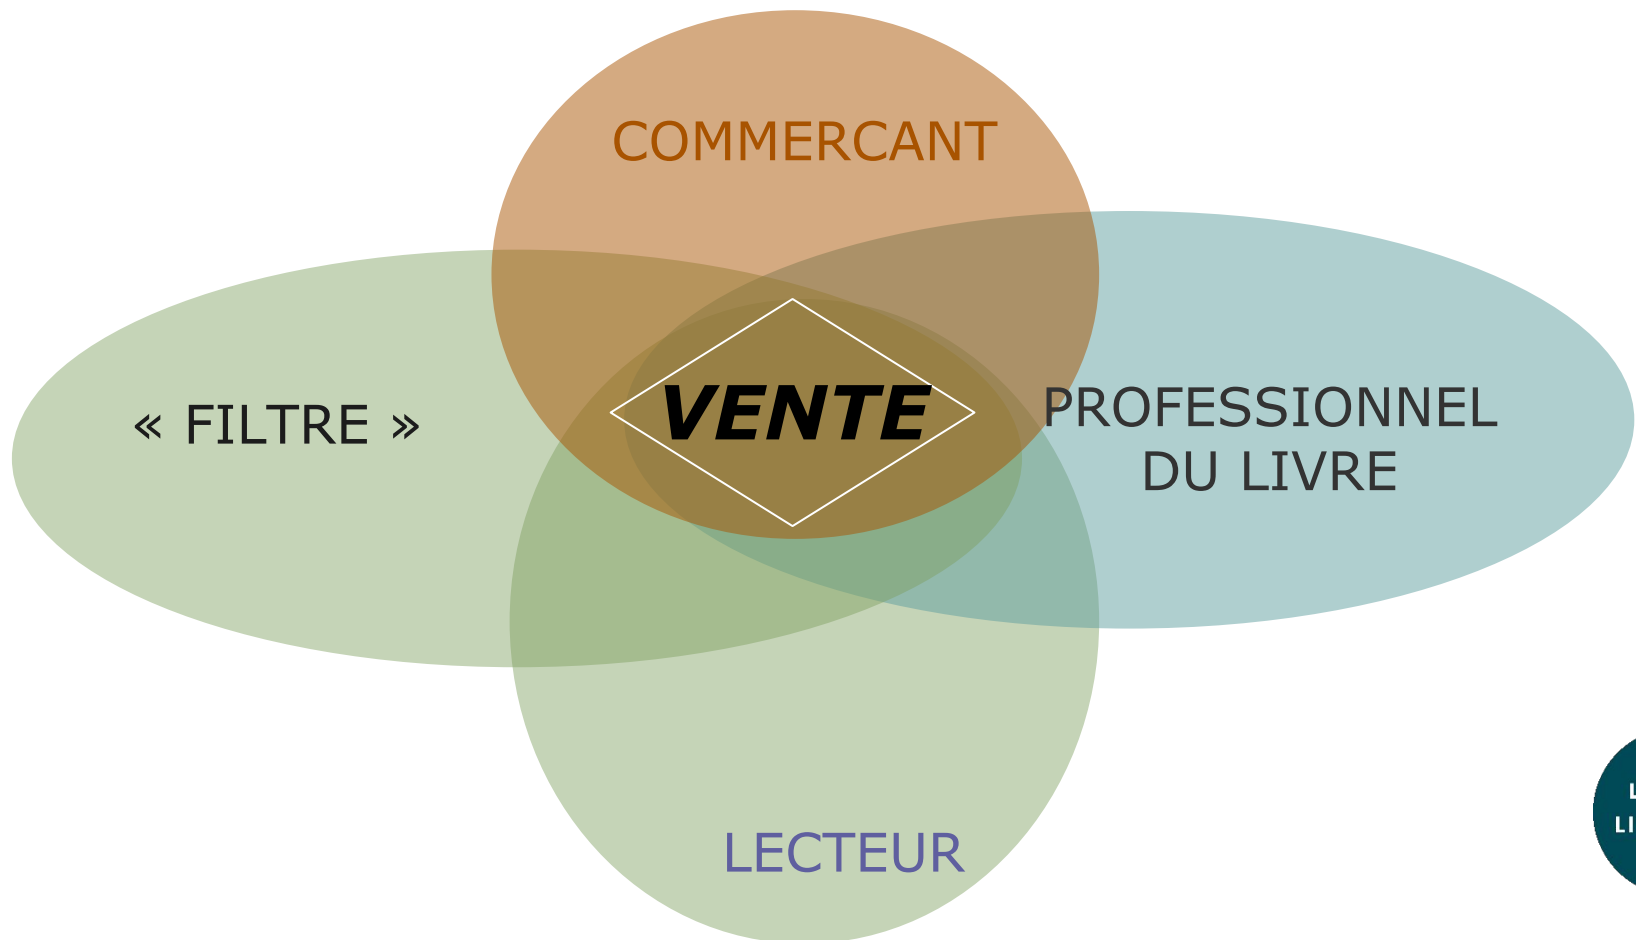 COMMERCANT
« FILTRE »
VENTE
PROFESSIONNEL
DU LIVRE
LECTEUR